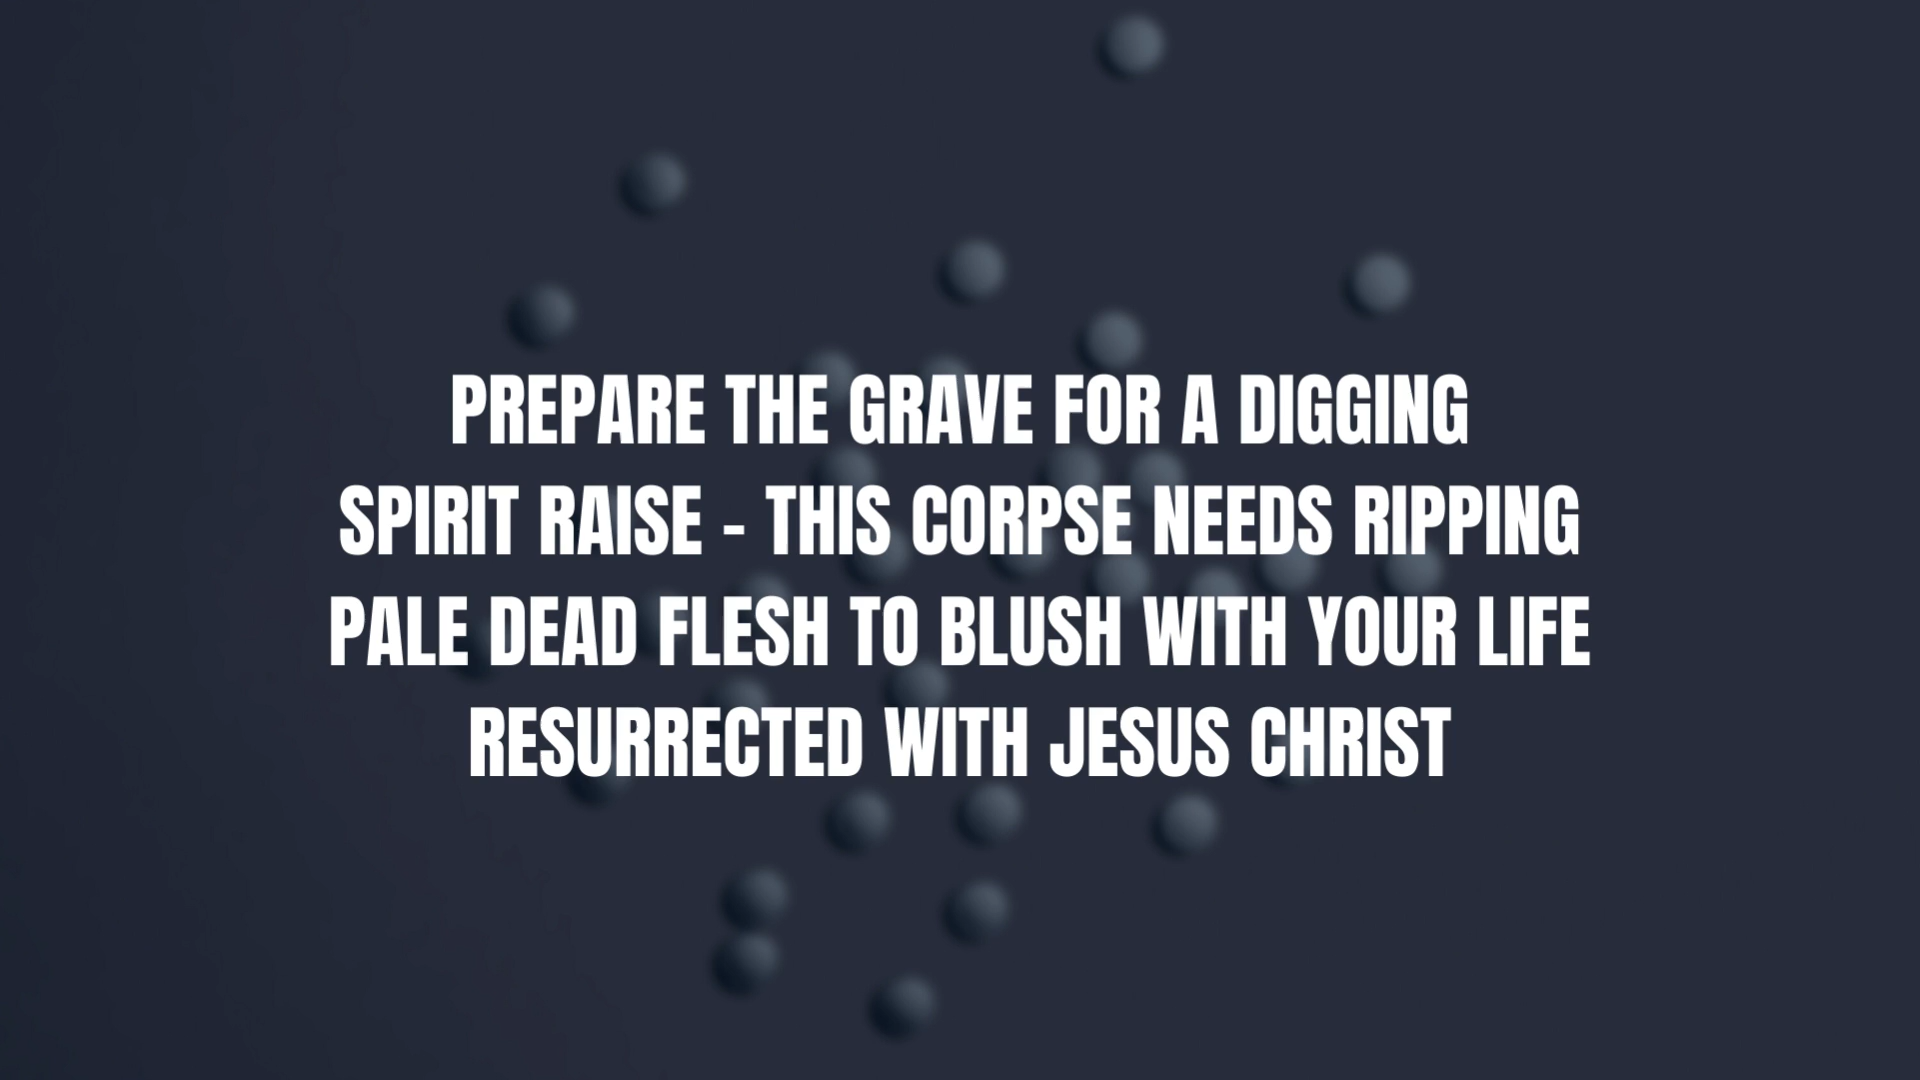 PREPARE THE GRAVE FOR A DIGGING
SPIRIT RAISE - THIS CORPSE NEEDS RIPPING
PALE DEAD FLESH TO BLUSH WITH YOUR LIFE
RESURRECTED WITH JESUS CHRIST